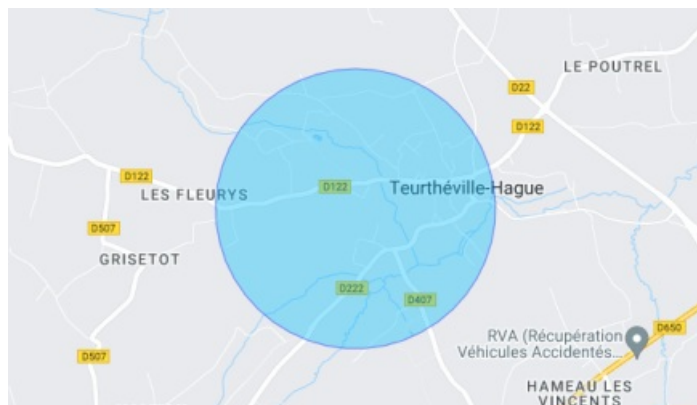 LE POUTREL
D22
D122
D122
D122
Teurthéville-Hague
LES FLEURYS
D507
GRISETOT
D222
D407
D650
RVA (Récupération
Véhicules Accidentés...
D507
HAMEAU LES
VINCENTS